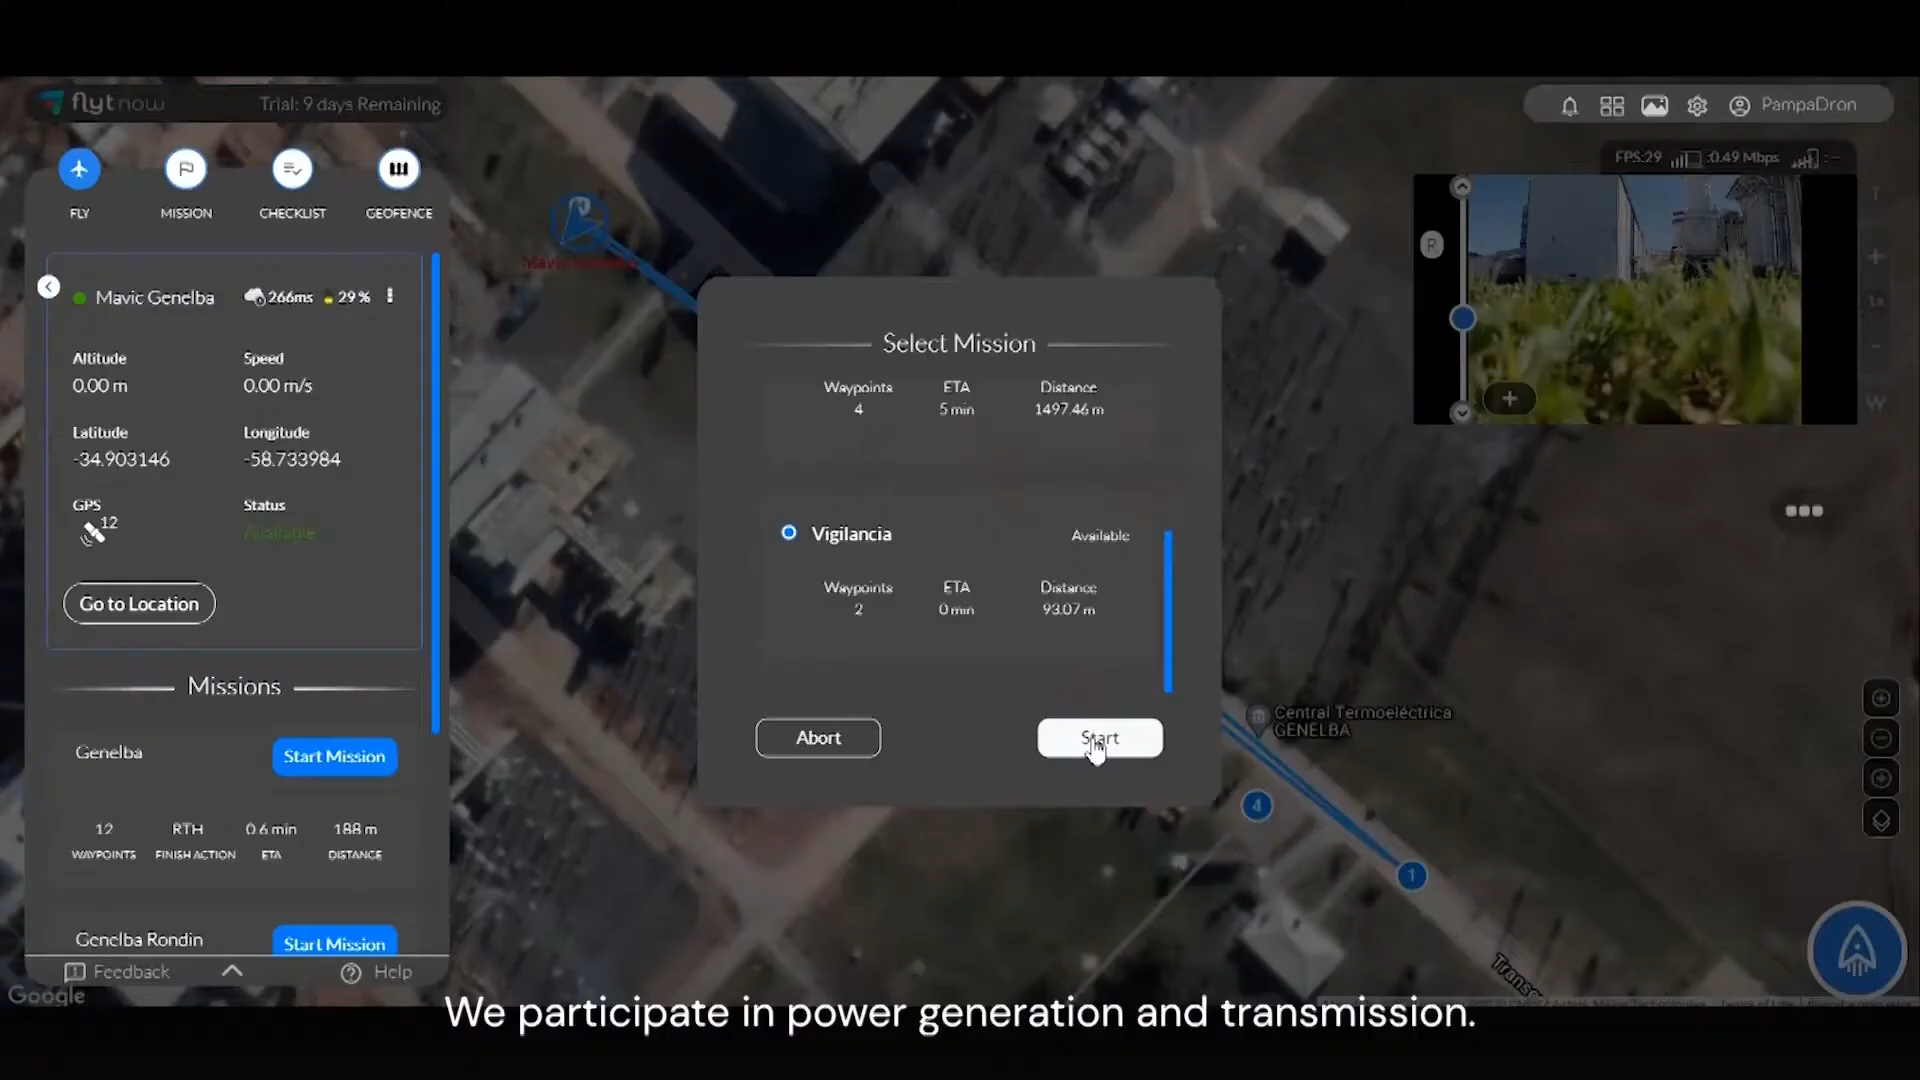 flytnow
Trial: 9 days Remaining
PampaDron
FLY
MISSION
CHECKLIST
GEOFENCE
FPS:29
:0.49 Mbps
Mavic Genelba
266ms
29 %
Altitude
Speed
0.00 m
0.00 m/s
Latitude
Longitude
-34.903146
-58.733984
GPS
Status
12
Available
Go to Location
Missions
Genelba
Start Mission
12
RTH
0.6 min
188 m
WAYPOINTS
FINISH ACTION
ETA
DISTANCE
Genelba Rondin
Start Mission
Feedback
Help
Google
Select Mission
Waypoints
ETA
Distance
4
5 min
1497.46 m
Vigilancia
Available
Waypoints
ETA
Distance
2
0 min
93.07 m
Abort
Start
R
T
1x
W
Central Termoeléctrica
GENELBA
4
1
We participate in power generation and transmission.